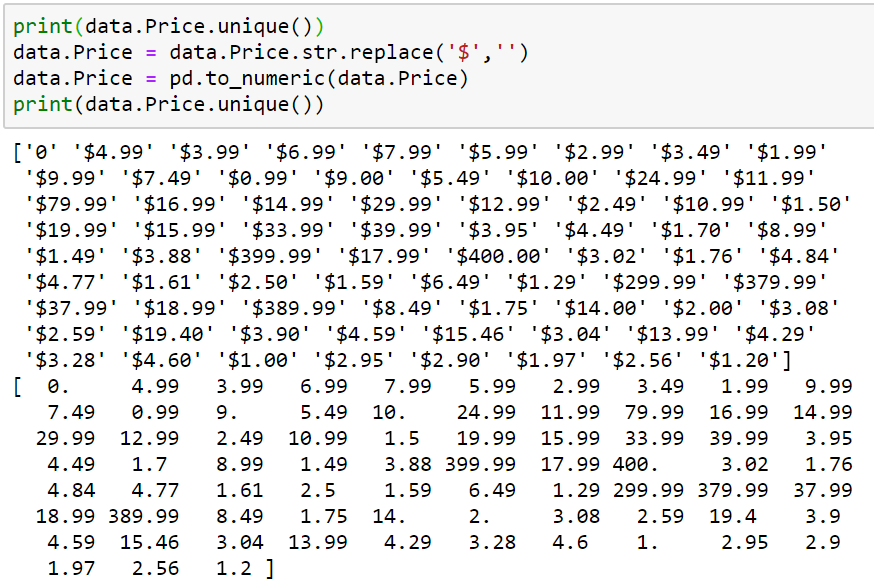 print(data.Price.unique())
data.Price = data.Price.str.replace('$','')
data.Price = pd.to_numeric(data.Price)
print(data.Price.unique())
['0' '$4.99' '$3.99' '$6.99' '$7.99' '$5.99' '$2.99' '$3.49' '$1.99'
 '$9.99' '$7.49' '$0.99' '$9.00' '$5.49' '$10.00' '$24.99' '$11.99'
 '$79.99' '$16.99' '$14.99' '$29.99' '$12.99' '$2.49' '$10.99' '$1.50'
 '$19.99' '$15.99' '$33.99' '$39.99' '$3.95' '$4.49' '$1.70' '$8.99'
 '$1.49' '$3.88' '$399.99' '$17.99' '$400.00' '$3.02' '$1.76' '$4.84'
 '$4.77' '$1.61' '$2.50' '$1.59' '$6.49' '$1.29' '$299.99' '$379.99'
 '$37.99' '$18.99' '$389.99' '$8.49' '$1.75' '$14.00' '$2.00' '$3.08'
 '$2.59' '$19.40' '$3.90' '$4.59' '$15.46' '$3.04' '$13.99' '$4.29'
 '$3.28' '$4.60' '$1.00' '$2.95' '$2.90' '$1.97' '$2.56' '$1.20']
[  0.     4.99   3.99   6.99   7.99   5.99   2.99   3.49   1.99   9.99
   7.49   0.99   9.     5.49  10.    24.99  11.99  79.99  16.99  14.99
  29.99  12.99   2.49  10.99   1.5   19.99  15.99  33.99  39.99   3.95
   4.49   1.7    8.99   1.49   3.88 399.99  17.99 400.     3.02   1.76
   4.84   4.77   1.61   2.5    1.59   6.49   1.29 299.99 379.99  37.99
  18.99 389.99   8.49   1.75  14.     2.     3.08   2.59  19.4    3.9
   4.59  15.46   3.04  13.99   4.29   3.28   4.6    1.     2.95   2.9
   1.97   2.56   1.2 ]